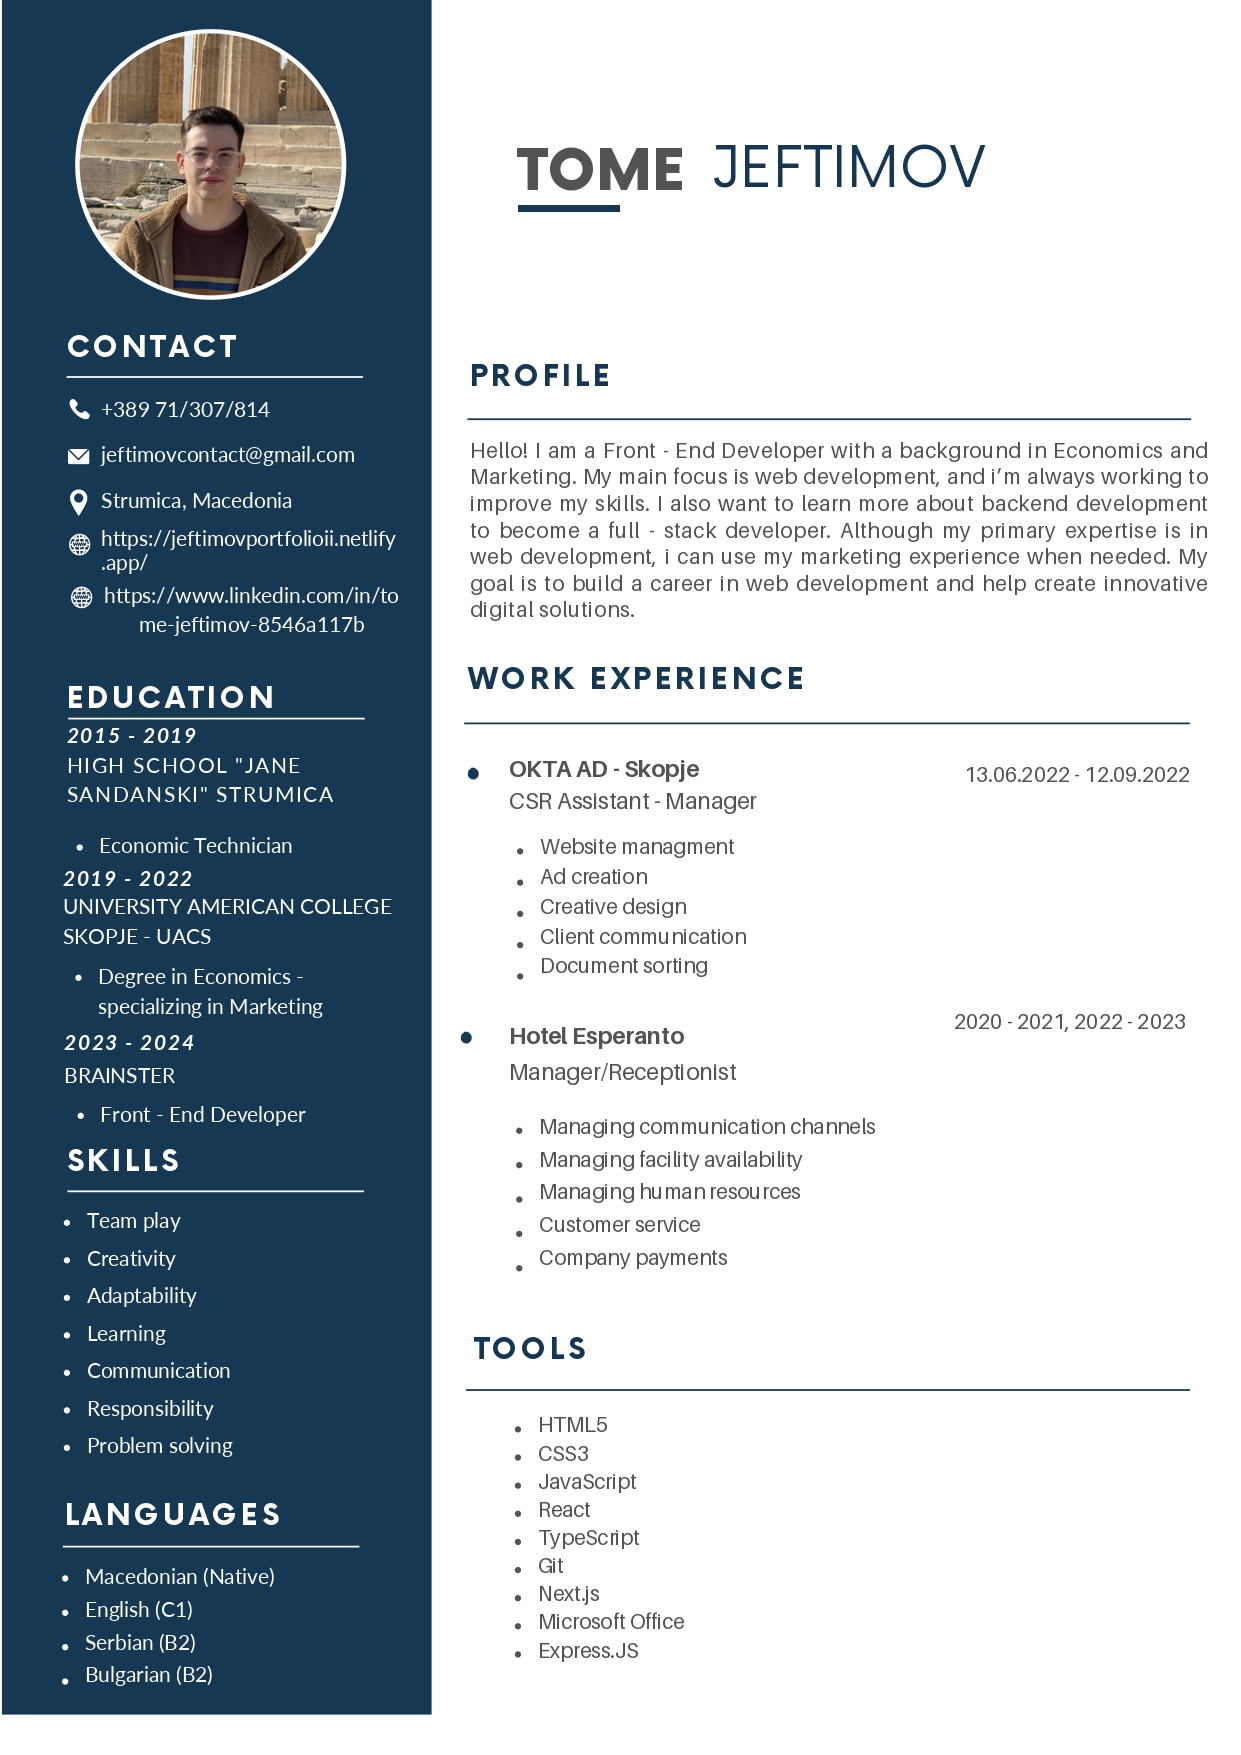 TOME JEFTIMOV
CONTACT
+389 71/307/814
jeftimovcontact@gmail.com
Strumica, Macedonia
https://jeftimovportfolioii.netlify
.app/
https://www.linkedin.com/in/to
me-jeftimov-8546a117b
EDUCATION
2015 - 2019
HIGH SCHOOL "JANE
SANDANSKI" STRUMICA
• Economic Technician
2019 - 2022
UNIVERSITY AMERICAN COLLEGE
SKOPJE - UACS
• Degree in Economics -
specializing in Marketing
2023 - 2024
BRAINSTER
• Front - End Developer
SKILLS
• Team play
• Creativity
• Adaptability
• Learning
• Communication
• Responsibility
• Problem solving
LANGUAGES
• Macedonian (Native)
• English (C1)
• Serbian (B2)
• Bulgarian (B2)
PROFILE
Hello! I am a Front - End Developer with a background in Economics and
Marketing. My main focus is web development, and i’m always working to
improve my skills. I also want to learn more about backend development
to become a full - stack developer. Although my primary expertise is in
web development, i can use my marketing experience when needed. My
goal is to build a career in web development and help create innovative
digital solutions.
WORK EXPERIENCE
• OKTA AD - Skopje 13.06.2022 - 12.09.2022
CSR Assistant - Manager
• Website managment
• Ad creation
• Creative design
• Client communication
• Document sorting
• Hotel Esperanto 2020 - 2021, 2022 - 2023
Manager/Receptionist
• Managing communication channels
• Managing facility availability
• Managing human resources
• Customer service
• Company payments
TOOLS
• HTML5
• CSS3
• JavaScript
• React
• TypeScript
• Git
• Next.js
• Microsoft Office
• Express.JS